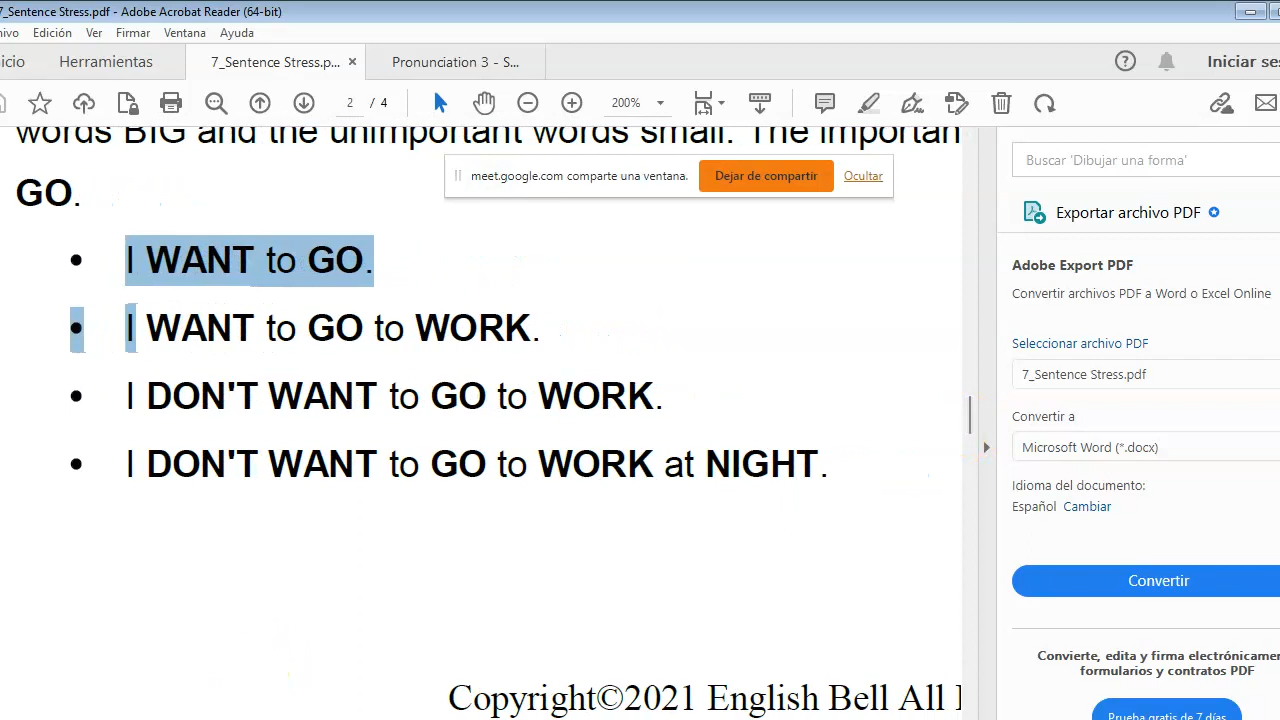 7_Sentence Stress.pdf - Adobe Acrobat Reader (64-bit)
Edición Ver Firmar Ventana Ayuda
Herramientas 7_Sentence Stress.p... × Pronunciation 3 - S... Iniciar ses
2 / 4 200%
words BIG and the unimportant words small. The importan
meet.google.com comparte una ventana. Dejar de compartir Ocultar
GO.
• I WANT to GO.
• I WANT to GO to WORK.
• I DON'T WANT to GO to WORK.
• I DON'T WANT to GO to WORK at NIGHT.
Copyright©2021 English Bell All
Buscar 'Dibujar una forma'
Exportar archivo PDF
Adobe Export PDF
Convertir archivos PDF a Word o Excel Online
Seleccionar archivo PDF
7_Sentence Stress.pdf
Convertir a
Microsoft Word (*.docx)
Idioma del documento:
Español Cambiar
Convertir
Convierte, edita y firma electrónicamen
formularios y contratos PDF
Prueba gratis de 7 días